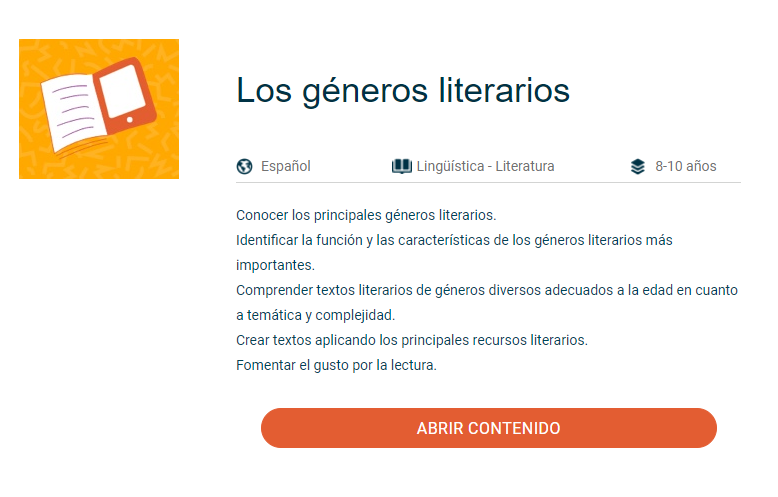 Los géneros literarios
Español
Lingüística - Literatura
8-10 años
Conocer los principales géneros literarios.
Identificar la función y las características de los géneros literarios más
importantes.
Comprender textos literarios de géneros diversos adecuados a la edad en cuanto
a temática y complejidad.
Crear textos aplicando los principales recursos literarios.
Fomentar el gusto por la lectura.
ABRIR CONTENIDO